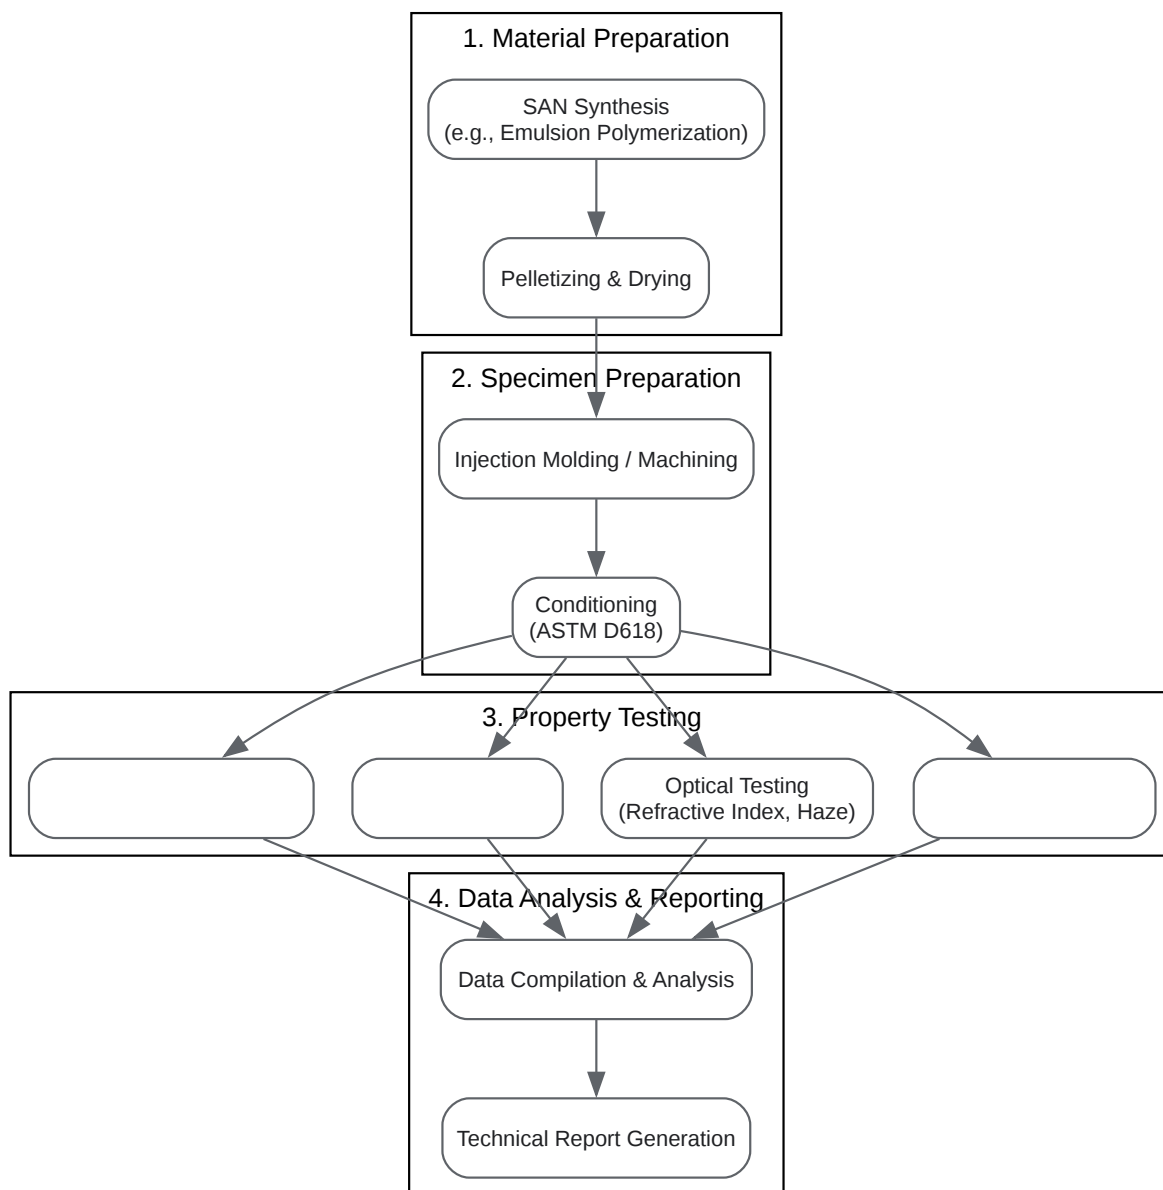 1. Material Preparation
SAN Synthesis
(e.g., Emulsion Polymerization)
Pelletizing & Drying
2. Specimen Preparation
Injection Molding / Machining
Conditioning
(ASTM D618)
3. Property Testing
Optical Testing
(Refractive Index, Haze)
4. Data Analysis & Reporting
Data Compilation & Analysis
Technical Report Generation